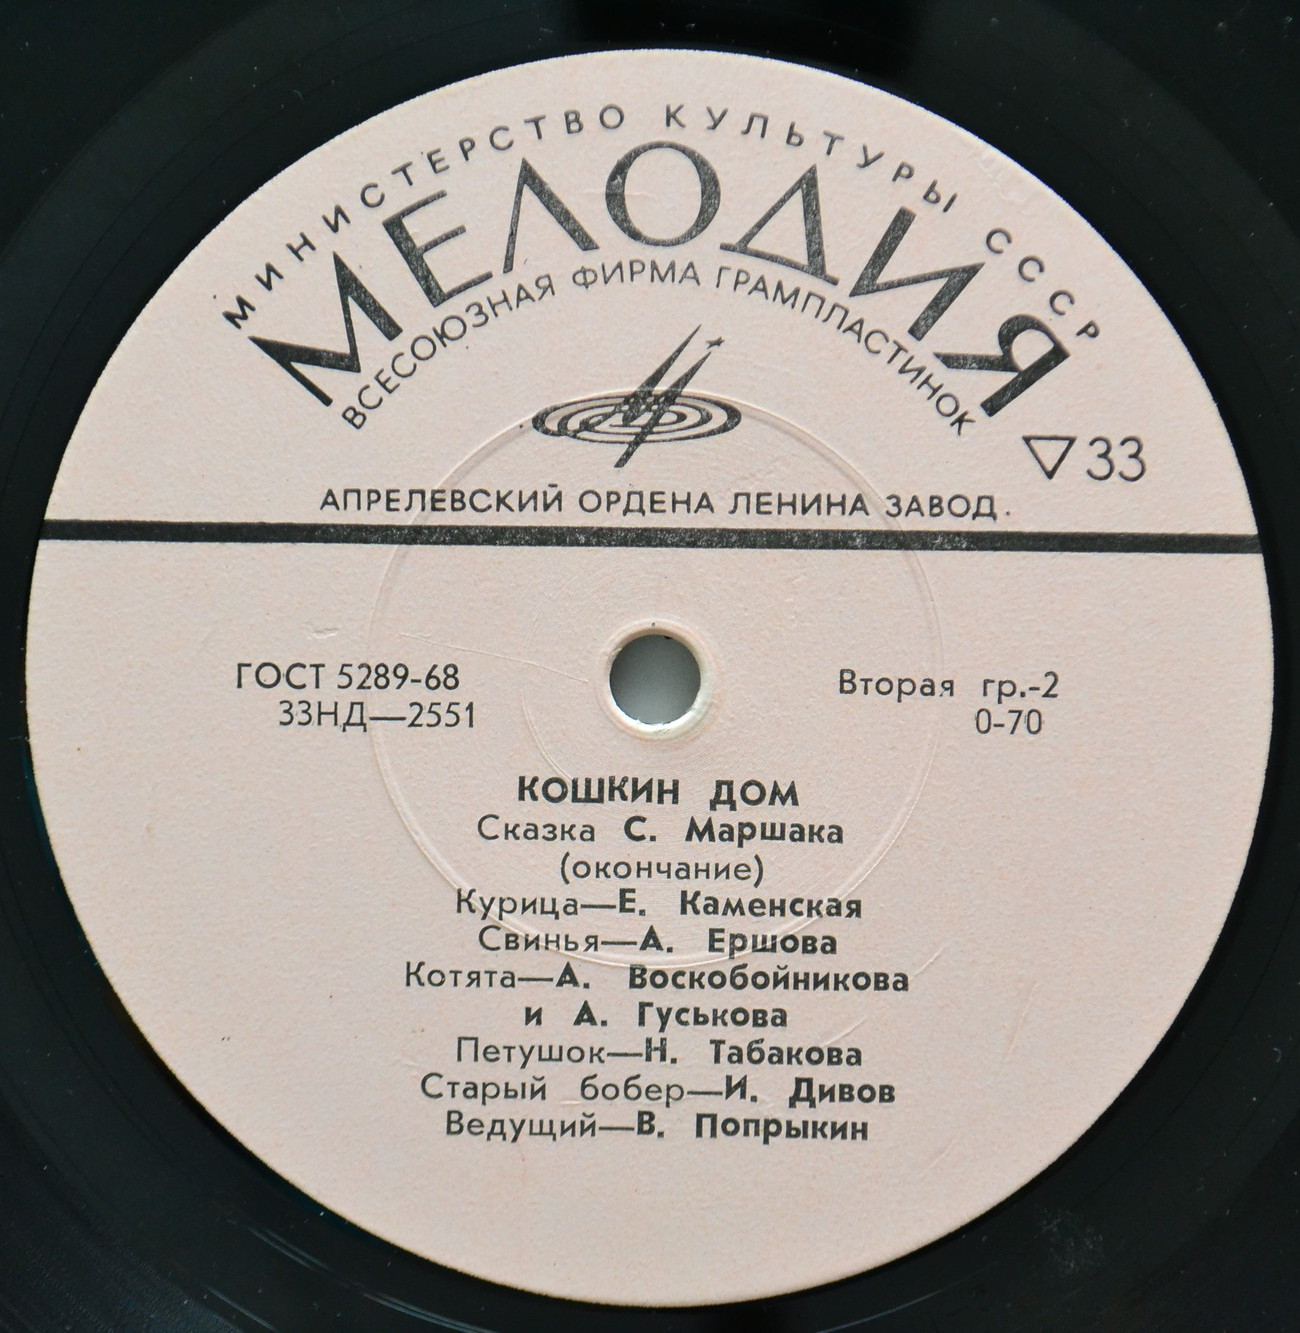 МИНИСТЕРСТВО КУЛЬТУРЫ СССР
МЕЛОДИЯ
ВСЕСОЮЗНАЯ ФИРМА ГРАМПЛАСТИНОК
▽33
АПРЕЛЕВСКИЙ ОРДЕНА ЛЕНИНА ЗАВОД.
ГОСТ 5289-68
33НД—2551
Вторая гр.-2
0-70
КОШКИН ДОМ
Сказка С. Маршака
(окончание)
Курица—Е. Каменская
Свинья—А. Ершова
Котята—А. Воскобойникова
и А. Гуськова
Петушок—Н. Табакова
Старый бобер—И. Дивов
Ведущий—В. Попрыкин